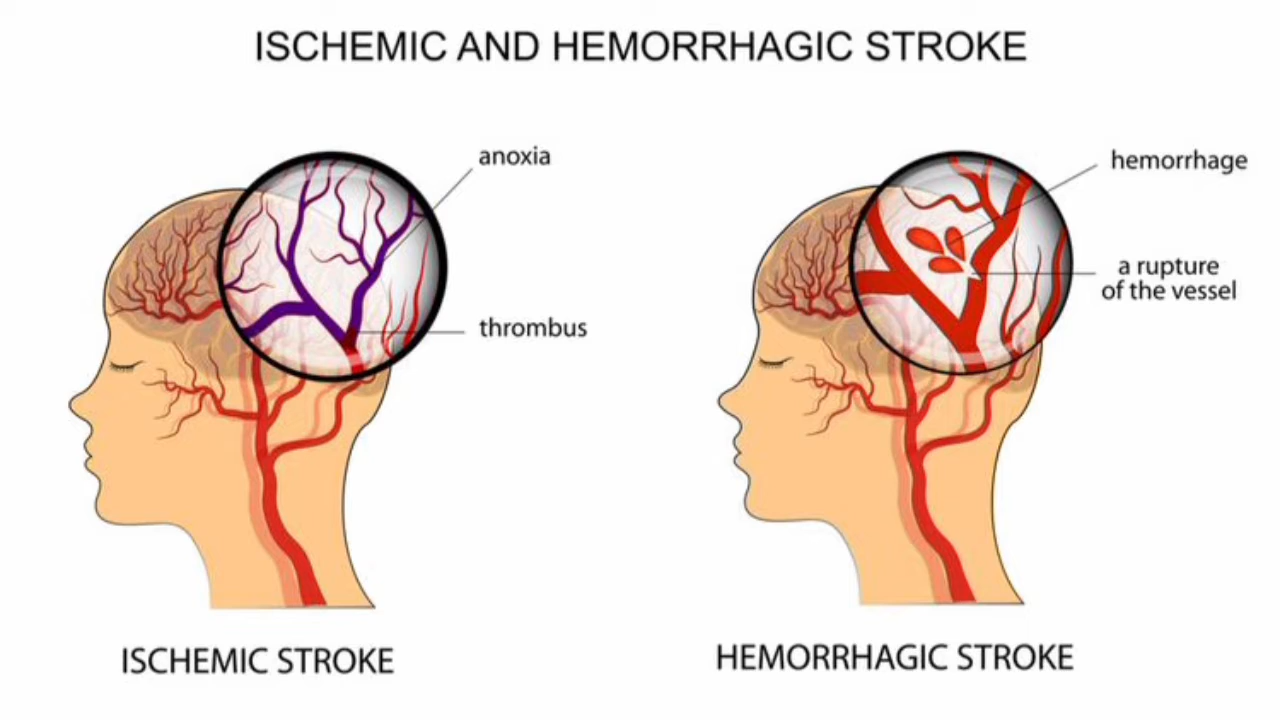 ISCHEMIC AND HEMORRHAGIC STROKE
anoxia
thrombus
ISCHEMIC STROKE
hemorrhage
a rupture
of the vessel
HEMORRHAGIC STROKE